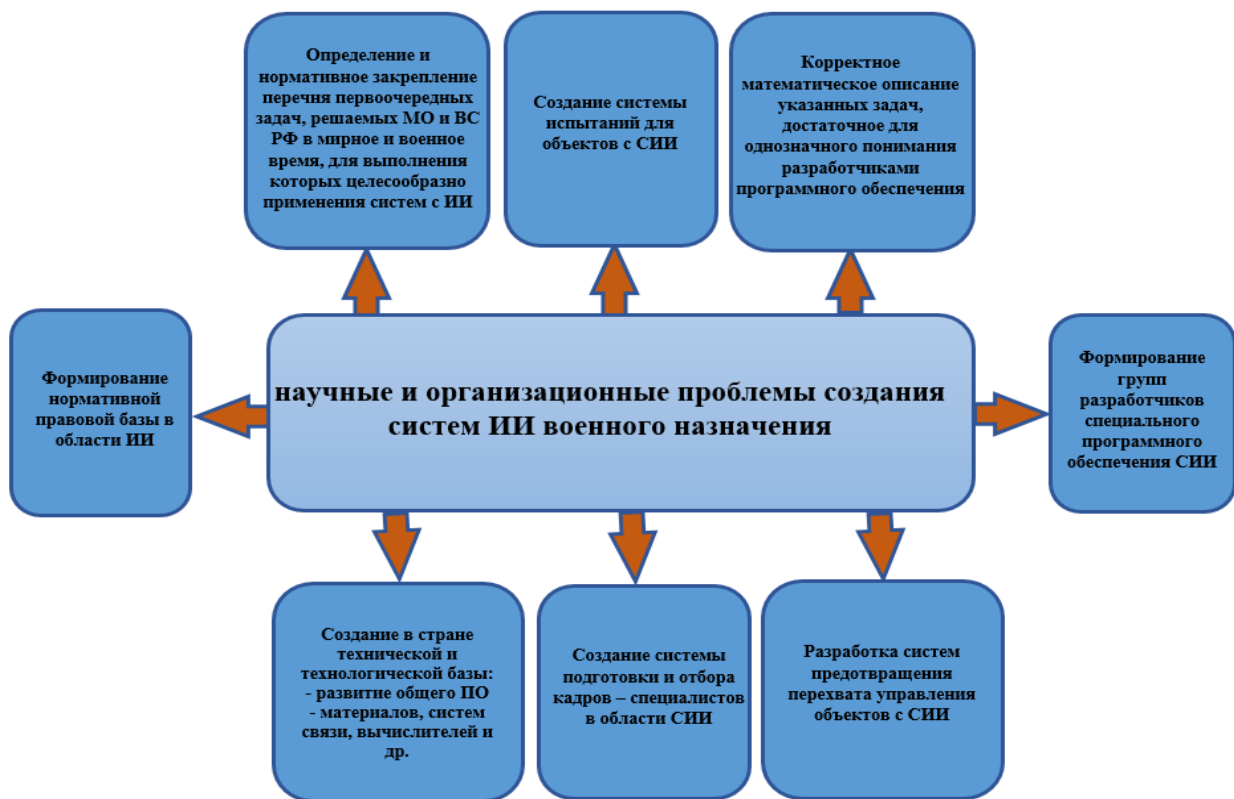 Определение и
нормативное закрепление
перечня первоочередных
задач, решаемых МО и ВС
РФ в мирное и военное
время, для выполнения
которых целесообразно
применения систем с ИИ
Создание системы
испытаний для
объектов с СИИ
Корректное
математическое описание
указанных задач,
достаточное для
однозначного понимания
разработчиками
программного обеспечения
Формирование
нормативной
правовой базы в
области ИИ
научные и организационные проблемы создания
систем ИИ военного назначения
Формирование
групп
разработчиков
специального
программного
обеспечения СИИ
Создание в стране
технической и
технологической базы:
- развитие общего ПО
- материалов, систем
связи, вычислителей и
др.
Создание системы
подготовки и отбора
кадров – специалистов
в области СИИ
Разработка систем
предотвращения
перехвата управления
объектов с СИИ